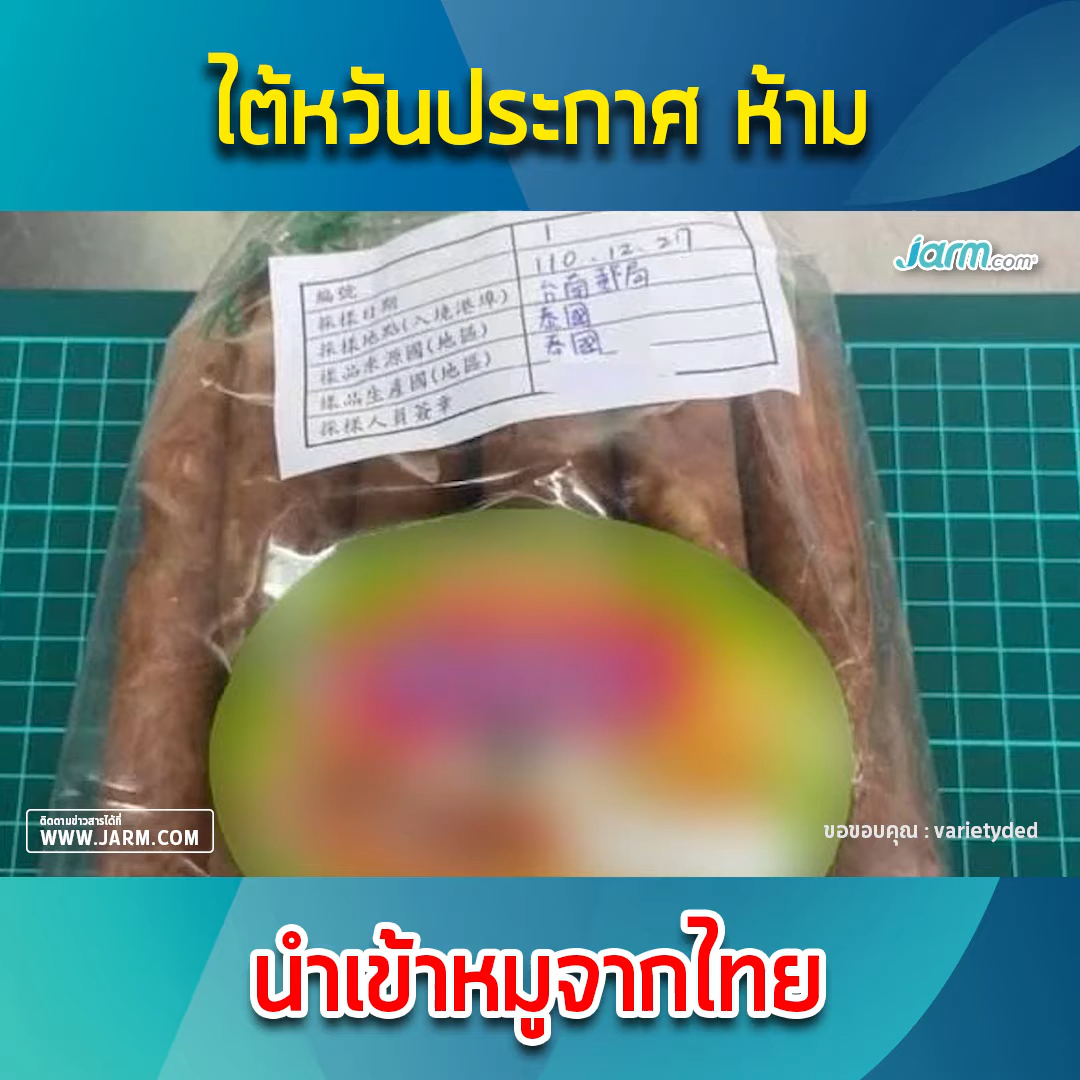 ไต้หวันประกาศ ห้าม
jarm.com
編號 1
採樣日期 110.12.27
採樣地點(入境港埠) 台南郵局
樣品來源國(地區) 泰國
樣品生產國(地區) 泰國
採樣人員簽章
ติดตามข่าวสารได้ที่
WWW.JARM.COM
ขอขอบคุณ : varietyded
นำเข้าหมูจากไทย